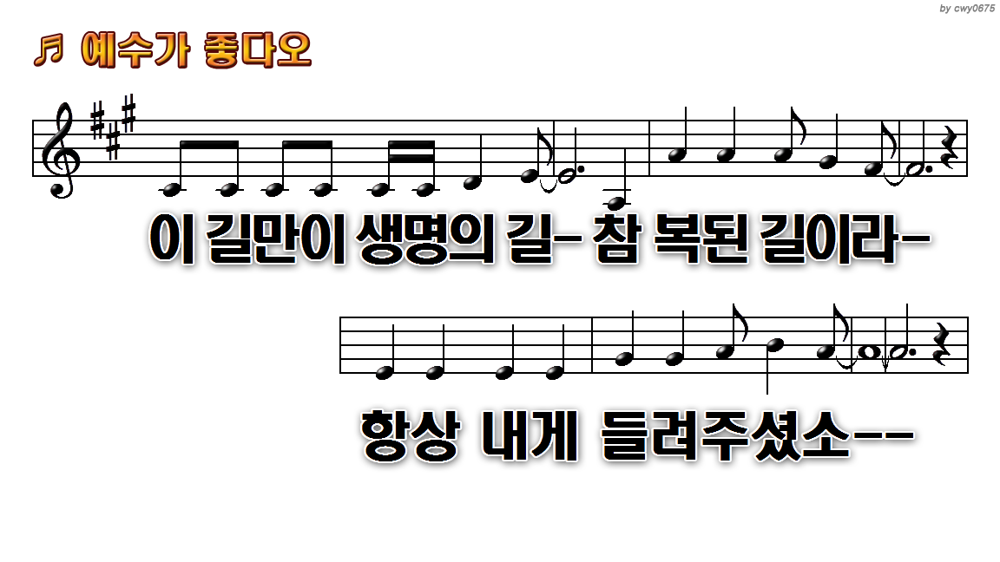 by cwy0675
♬ 예수가 좋다오
이 길만이 생명의 길- 참 복된 길이라-
항상 내게 들려주셨소--